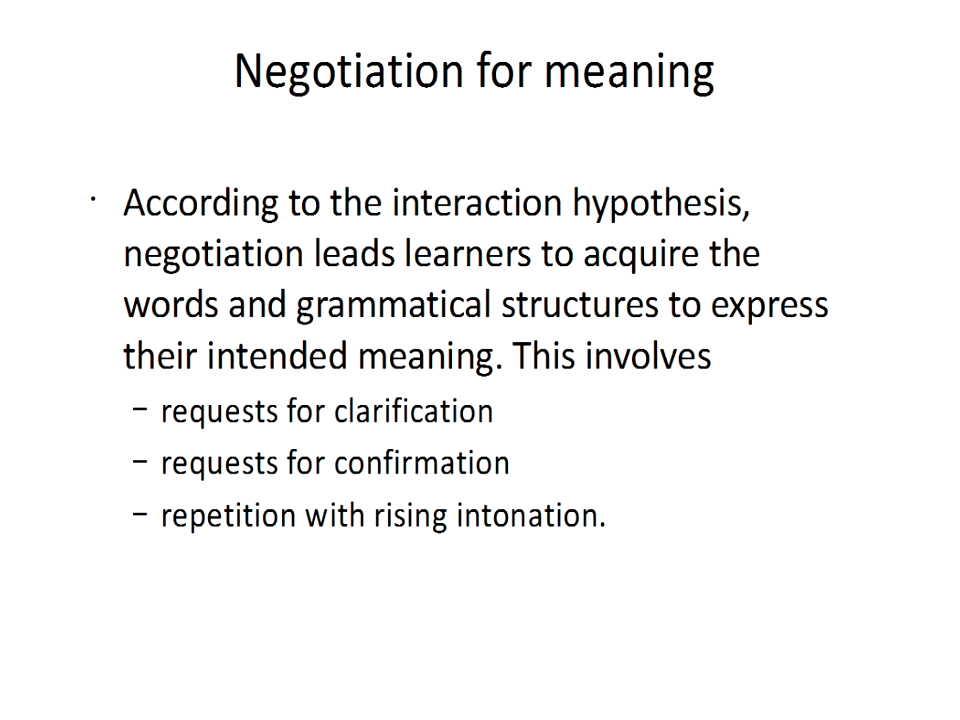 Negotiation for meaning
· According to the interaction hypothesis,
negotiation leads learners to acquire the
words and grammatical structures to express
their intended meaning. This involves
– requests for clarification
– requests for confirmation
– repetition with rising intonation.